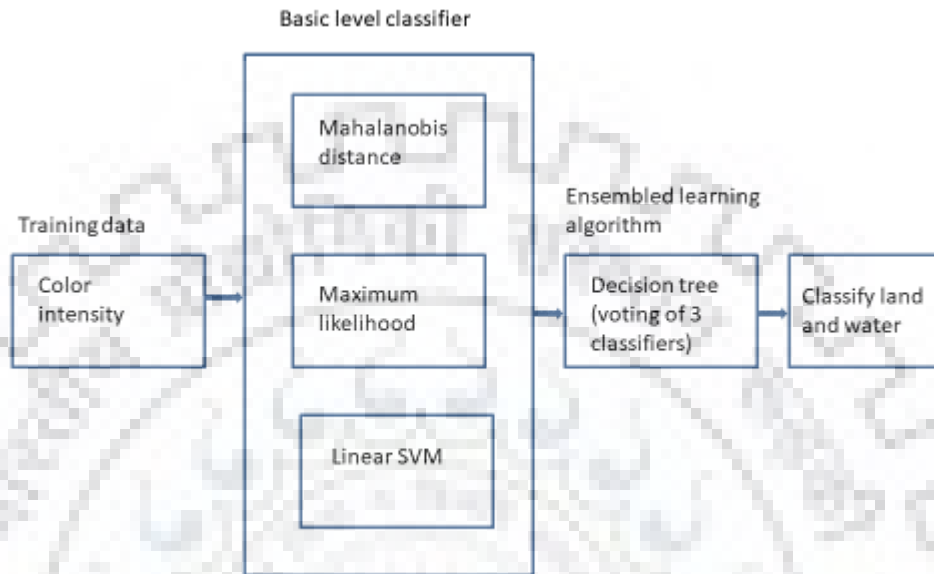 Basic level classifier
Mahalanobis
distance
Training data
Color
intensity
Maximum
likelihood
Linear SVM
Ensembled learning
algorithm
Decision tree
(voting of 3
classifiers)
Classify land
and water